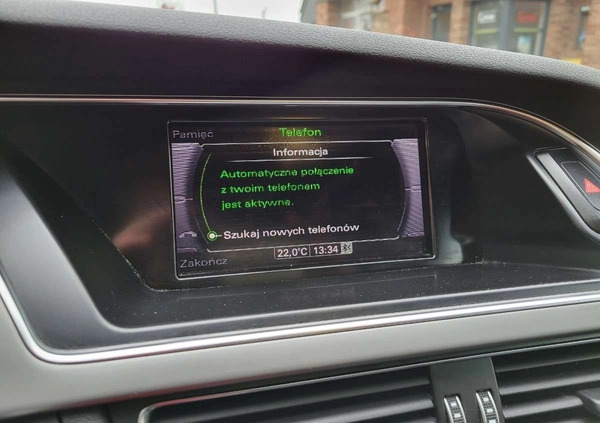 Pamięć
Telefon
Informacja
Automatyczne połączenie
z twoim telefonem
jest aktywne.
Szukaj nowych telefonów
22,0°C 13:34
Zakończ